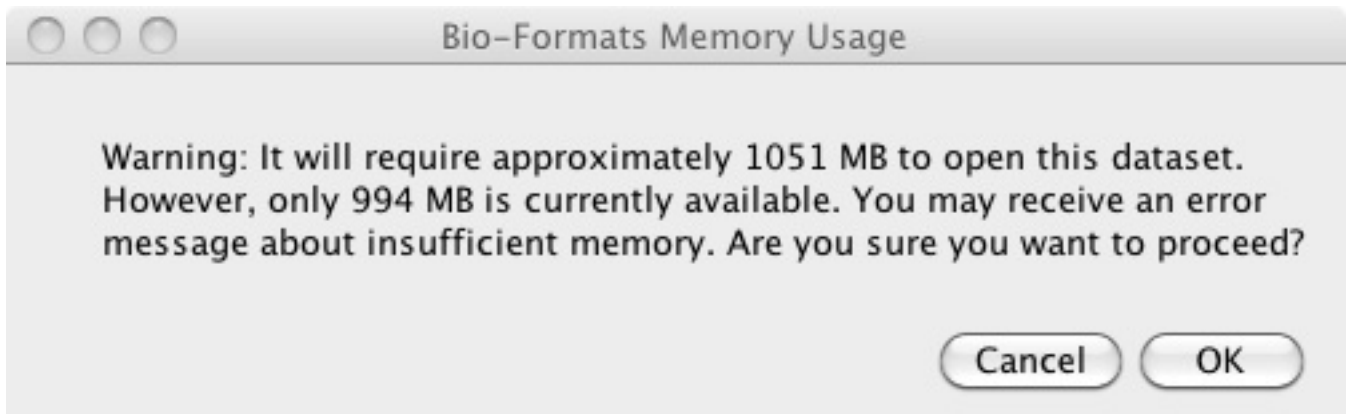 Bio-Formats Memory Usage
Warning: It will require approximately 1051 MB to open this dataset.
However, only 994 MB is currently available. You may receive an error
message about insufficient memory. Are you sure you want to proceed?
Cancel OK